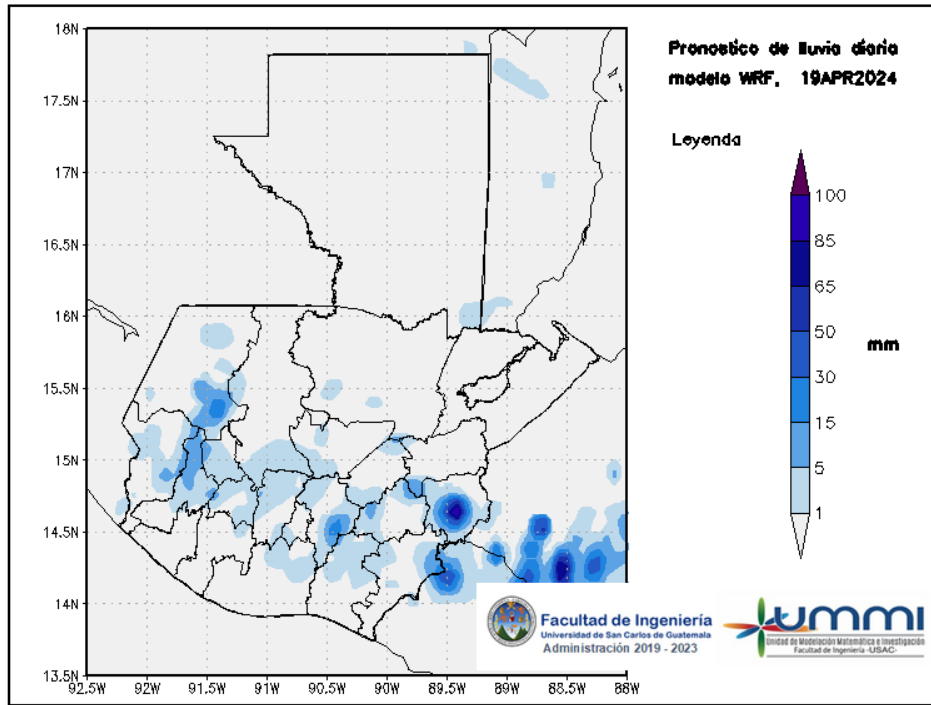 Pronostico de lluvia diaria
modelo WRF, 19APR2024
Leyenda
100
85
65
50
30
15
5
1
mm
18N
17.5N
17N
16.5N
16N
15.5N
15N
14.5N
14N
13.5N
92.5W
92W
91.5W
91W
90.5W
90W
89.5W
89W
88.5W
88W
Facultad de Ingeniería
Universidad de San Carlos de Guatemala
Administración 2019 - 2023
UMMI
Unidad de Modelación Matemática e Investigación
Facultad de Ingeniería -USAC-